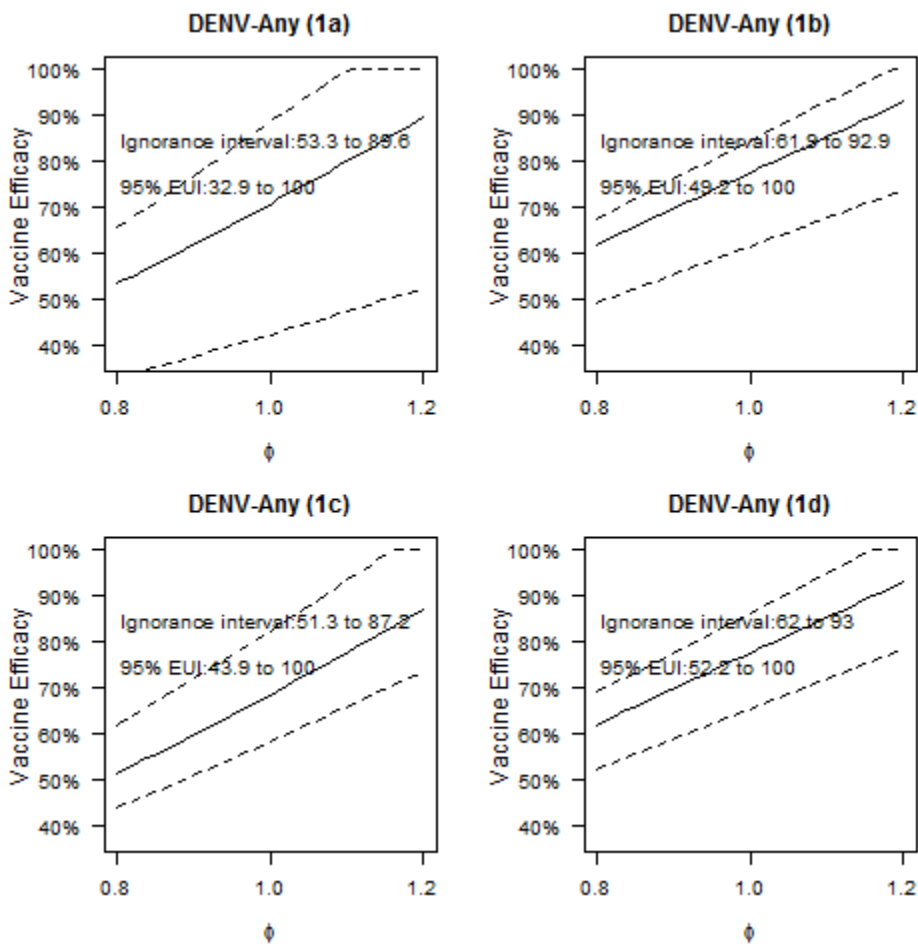 DENV-Any (1a)
Vaccine Efficacy
100%
90%
80%
70%
60%
50%
40%
Ignorance interval:53.3 to 89.6
95% EUI:32.9 to 100
0.8 1.0 1.2
ϕ
DENV-Any (1b)
Vaccine Efficacy
100%
90%
80%
70%
60%
50%
40%
Ignorance interval:61.9 to 92.9
95% EUI:49.2 to 100
0.8 1.0 1.2
ϕ
DENV-Any (1c)
Vaccine Efficacy
100%
90%
80%
70%
60%
50%
40%
Ignorance interval:51.3 to 87.2
95% EUI:43.9 to 100
0.8 1.0 1.2
ϕ
DENV-Any (1d)
Vaccine Efficacy
100%
90%
80%
70%
60%
50%
40%
Ignorance interval:62 to 93
95% EUI:52.2 to 100
0.8 1.0 1.2
ϕ